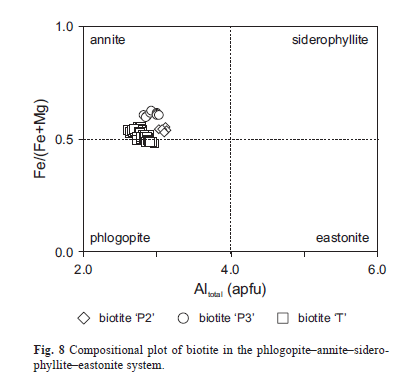 1.0
annite
siderophyllite
Fe/(Fe+Mg)
0.5
phlogopite
eastonite
0.0
2.0
4.0
6.0
Al total (apfu)
biotite ‘P2’
biotite ‘P3’
biotite ‘T’
Fig. 8 Compositional plot of biotite in the phlogopite–annite–sidero-
phyllite–eastonite system.